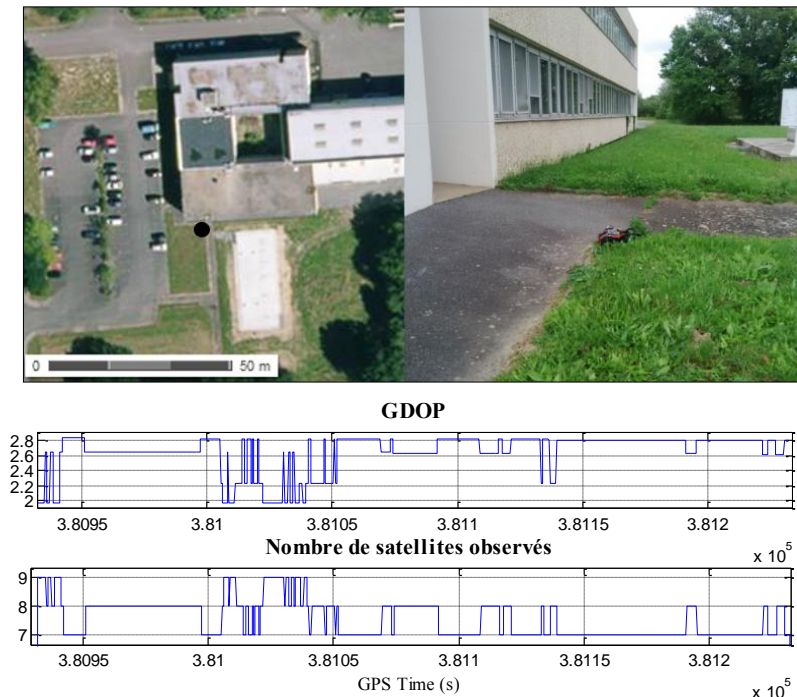 0 50 m
GDOP
2.8
2.6
2.4
2.2
2
3.8095 3.81 3.8105 3.811 3.8115 3.812
x 10^5
Nombre de satellites observés
9
8
7
3.8095 3.81 3.8105 3.811 3.8115 3.812
GPS Time (s)
x 10^5